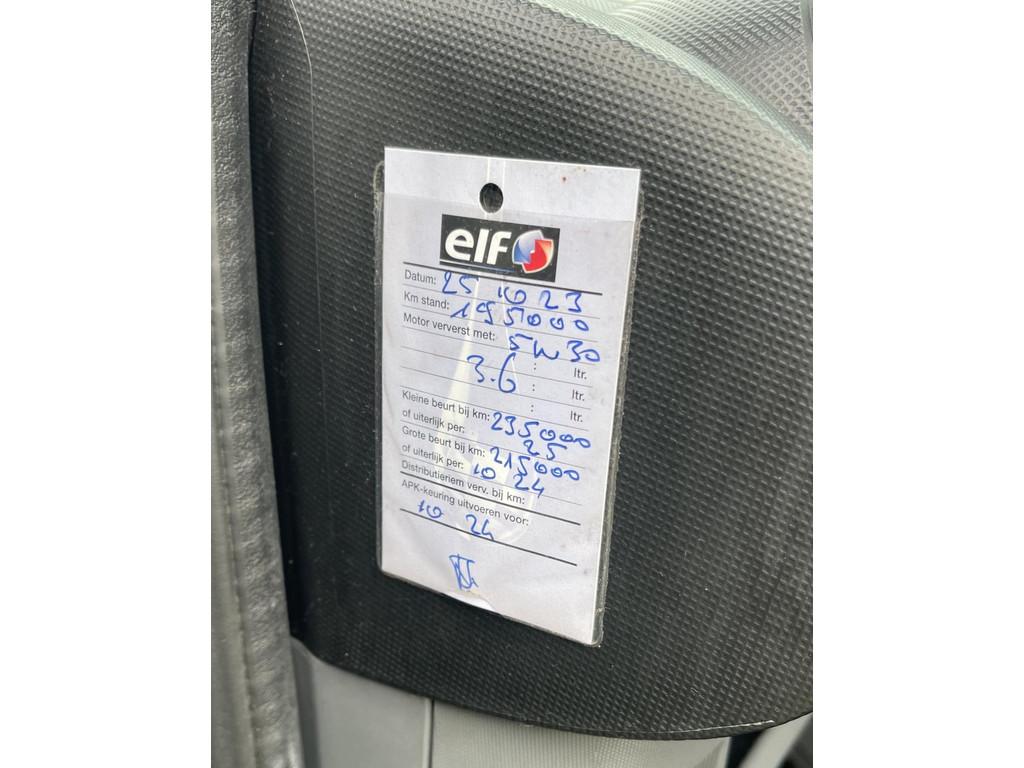 elf
Datum: 25 10 23
Km stand: 195000
Motor ververst met: 5W30
: ltr.
3.6 : ltr.
: ltr.
Kleine beurt bij km: 235000
of uiterlijk per: 25
Grote beurt bij km: 215000
of uiterlijk per: 10 24
Distributieriem verv. bij km:
APK-keuring uitvoeren voor:
10 24